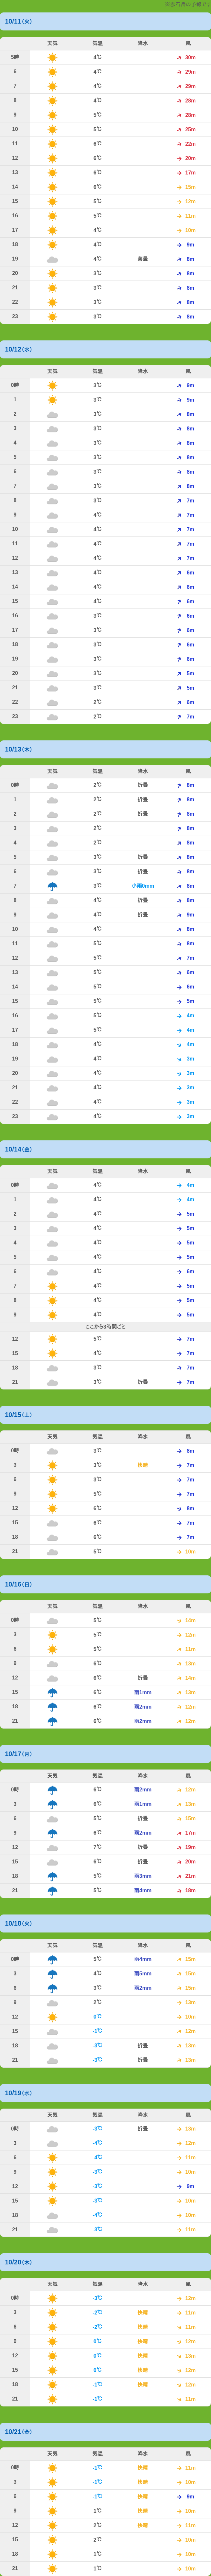 10/11(火)
天気 気温 降水 風
5時 4℃ 30m
6 4℃ 29m
7 4℃ 29m
8 4℃ 28m
9 5℃ 28m
10 5℃ 25m
11 6℃ 22m
12 6℃ 20m
13 6℃ 17m
14 6℃ 15m
15 5℃ 12m
16 5℃ 11m
17 4℃ 10m
18 4℃ 9m
19 4℃ 薄曇 8m
20 3℃ 8m
21 3℃ 8m
22 3℃ 8m
23 3℃ 8m
10/12(水)
天気 気温 降水 風
0時 3℃ 9m
1 3℃ 9m
2 3℃ 8m
3 3℃ 8m
4 3℃ 8m
5 3℃ 8m
6 3℃ 8m
7 3℃ 8m
8 3℃ 7m
9 4℃ 7m
10 4℃ 7m
11 4℃ 7m
12 4℃ 7m
13 4℃ 6m
14 4℃ 6m
15 4℃ 6m
16 3℃ 6m
17 3℃ 6m
18 3℃ 6m
19 3℃ 6m
20 3℃ 5m
21 3℃ 5m
22 2℃ 6m
23 2℃ 7m
10/13(木)
天気 気温 降水 風
0時 2℃ 折曇 8m
1 2℃ 折曇 8m
2 2℃ 折曇 8m
3 2℃ 8m
4 2℃ 8m
5 3℃ 折曇 8m
6 3℃ 折曇 8m
7 3℃ 小雨0mm 8m
8 4℃ 折曇 8m
9 4℃ 折曇 9m
10 4℃ 8m
11 5℃ 8m
12 5℃ 7m
13 5℃ 6m
14 5℃ 6m
15 5℃ 5m
16 5℃ 4m
17 5℃ 4m
18 4℃ 4m
19 4℃ 3m
20 4℃ 3m
21 4℃ 3m
22 4℃ 3m
23 4℃ 3m
10/14(金)
天気 気温 降水 風
0時 4℃ 4m
1 4℃ 4m
2 4℃ 5m
3 4℃ 5m
4 4℃ 5m
5 4℃ 5m
6 4℃ 6m
7 4℃ 5m
8 4℃ 5m
9 4℃ 5m
ここから3時間ごと
12 5℃ 7m
15 4℃ 7m
18 3℃ 7m
21 3℃ 折曇 7m
10/15(土)
天気 気温 降水 風
0時 3℃ 8m
3 3℃ 快晴 7m
6 3℃ 7m
9 5℃ 7m
12 6℃ 8m
15 6℃ 7m
18 6℃ 7m
21 5℃ 10m
10/16(日)
天気 気温 降水 風
0時 5℃ 14m
3 5℃ 12m
6 5℃ 11m
9 6℃ 13m
12 6℃ 折曇 14m
15 6℃ 雨1mm 13m
18 6℃ 雨2mm 12m
21 6℃ 雨2mm 12m
10/17(月)
天気 気温 降水 風
0時 6℃ 雨2mm 12m
3 6℃ 雨1mm 13m
6 5℃ 折曇 15m
9 6℃ 雨2mm 17m
12 7℃ 折曇 19m
15 6℃ 折曇 20m
18 5℃ 雨3mm 21m
21 5℃ 雨4mm 18m
10/18(火)
天気 気温 降水 風
0時 5℃ 雨4mm 15m
3 4℃ 雨5mm 15m
6 3℃ 雨2mm 15m
9 2℃ 13m
12 0℃ 10m
15 -1℃ 12m
18 -3℃ 折曇 13m
21 -3℃ 折曇 13m
10/19(水)
天気 気温 降水 風
0時 -3℃ 折曇 12m
3 -4℃ 12m
6 -4℃ 11m
9 -3℃ 10m
12 -3℃ 9m
15 -3℃ 10m
18 -4℃ 10m
21 -3℃ 11m
10/20(木)
天気 気温 降水 風
0時 -3℃ 12m
3 -2℃ 快晴 11m
6 -2℃ 快晴 11m
9 0℃ 快晴 12m
12 0℃ 快晴 13m
15 0℃ 快晴 12m
18 -1℃ 快晴 12m
21 -1℃ 11m
10/21(金)
天気 気温 降水 風
0時 -1℃ 快晴 11m
3 -1℃ 快晴 10m
6 -1℃ 快晴 9m
9 1℃ 快晴 10m
12 2℃ 快晴 11m
15 2℃ 10m
18 1℃ 10m
21 1℃ 10m